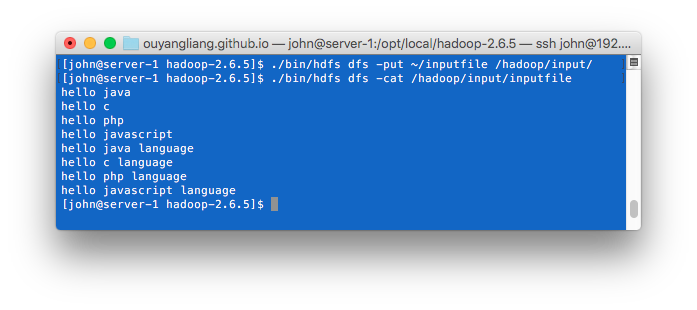 ouyangliang.github.io — john@server-1:/opt/local/hadoop-2.6.5 — ssh john@192....
[john@server-1 hadoop-2.6.5]$ ./bin/hdfs dfs -put ~/inputfile /hadoop/input/
[john@server-1 hadoop-2.6.5]$ ./bin/hdfs dfs -cat /hadoop/input/inputfile
hello java
hello c
hello php
hello javascript
hello java language
hello c language
hello php language
hello javascript language
[john@server-1 hadoop-2.6.5]$